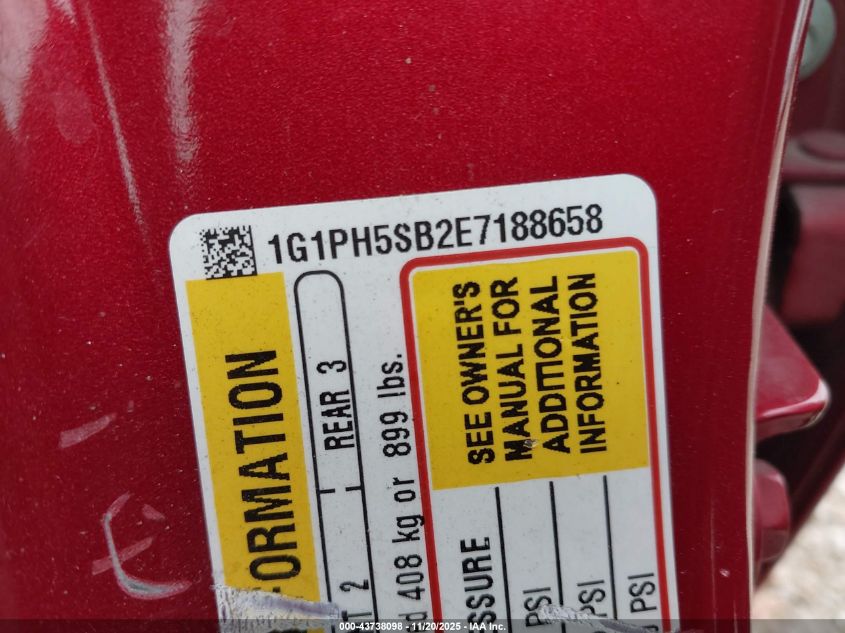 1G1PH5SB2E7188658
ORMATION
REAR 3
T 2
d 408 kg or 899 lbs.
SEE OWNER'S
MANUAL FOR
ADDITIONAL
INFORMATION
SSURE
PSI
PSI
PSI
000-43738098 - 11/20/2025 - IAA Inc.